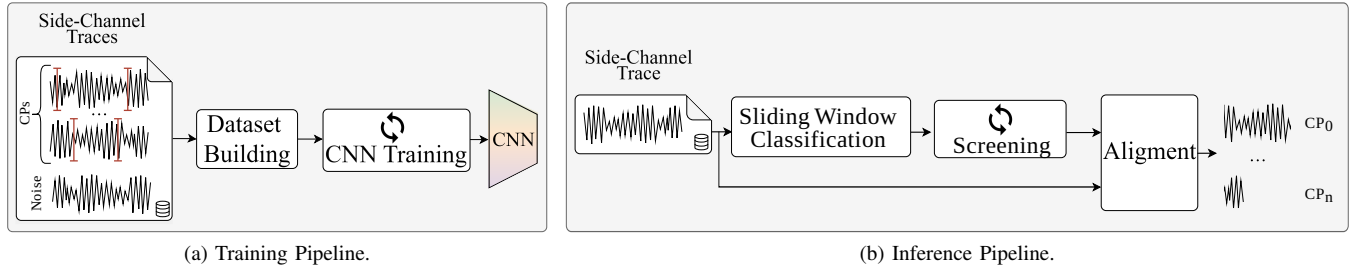 Side-Channel
Traces
CPs
...
Noise
Dataset
Building
CNN Training
CNN
(a) Training Pipeline.
Side-Channel
Trace
Sliding Window
Classification
Screening
Aligment
CP0
...
CPn
(b) Inference Pipeline.